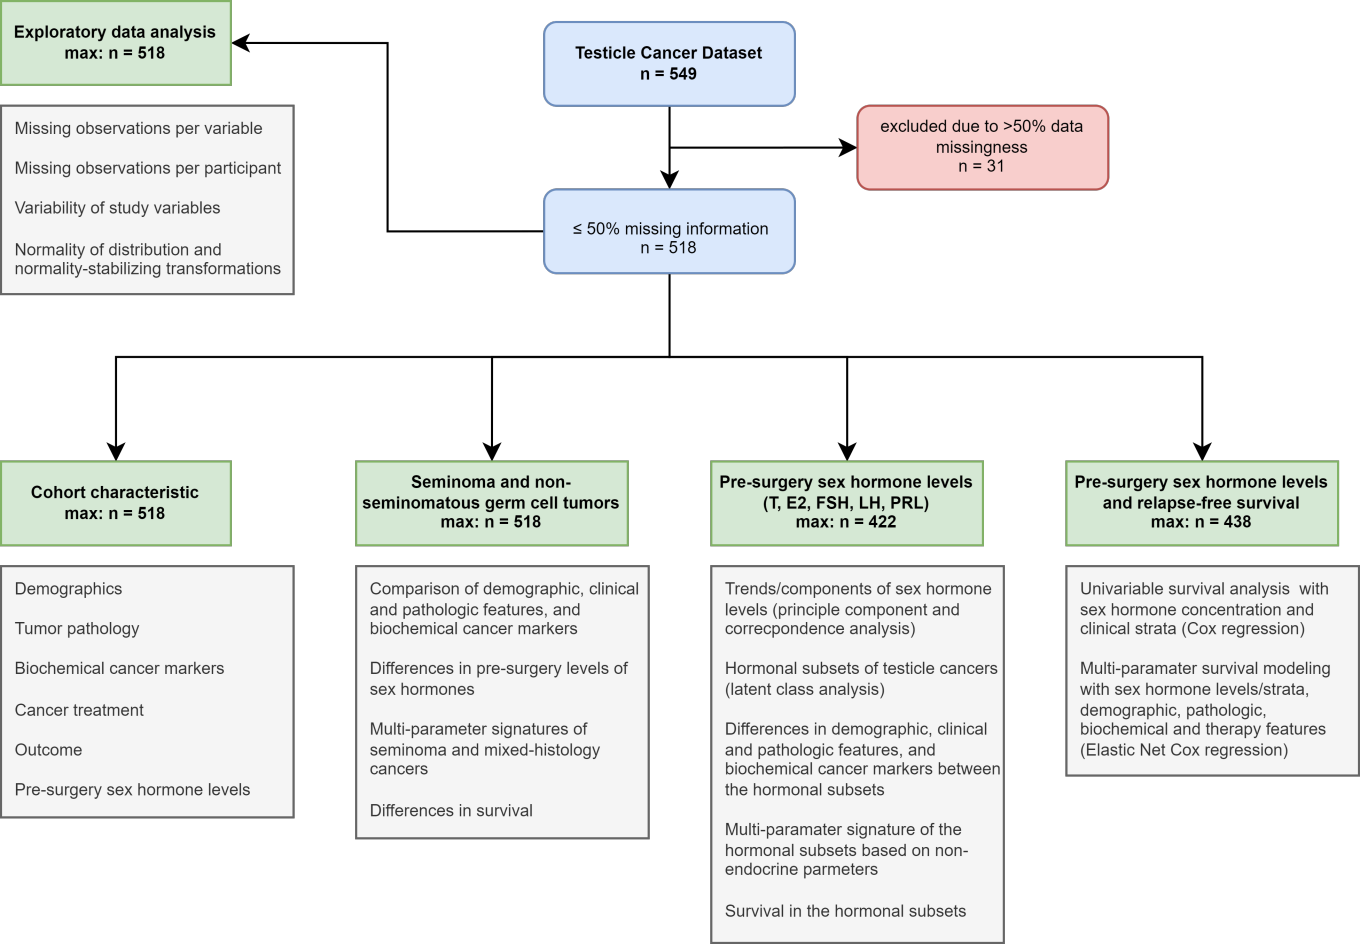 Exploratory data analysis
max: n = 518
Testicle Cancer Dataset
n = 549
excluded due to >50% data
missingness
n = 31
Missing observations per variable
Missing observations per participant
Variability of study variables
Normality of distribution and
normality-stabilizing transformations
≤ 50% missing information
n = 518
Cohort characteristic
max: n = 518
Demographics
Tumor pathology
Biochemical cancer markers
Cancer treatment
Outcome
Pre-surgery sex hormone levels
Seminoma and non-
seminomatous germ cell tumors
max: n = 518
Comparison of demographic, clinical
and pathologic features, and
biochemical cancer markers
Differences in pre-surgery levels of
sex hormones
Multi-parameter signatures of
seminoma and mixed-histology
cancers
Differences in survival
Pre-surgery sex hormone levels
(T, E2, FSH, LH, PRL)
max: n = 422
Trends/components of sex hormone
levels (principle component and
correcpondence analysis)
Hormonal subsets of testicle cancers
(latent class analysis)
Differences in demographic, clinical
and pathologic features, and
biochemical cancer markers between
the hormonal subsets
Multi-paramater signature of the
hormonal subsets based on non-
endocrine parmeters
Survival in the hormonal subsets
Pre-surgery sex hormone levels
and relapse-free survival
max: n = 438
Univariable survival analysis  with
sex hormone concentration and
clinical strata (Cox regression)
Multi-paramater survival modeling
with sex hormone levels/strata,
demographic, pathologic,
biochemical and therapy features
(Elastic Net Cox regression)